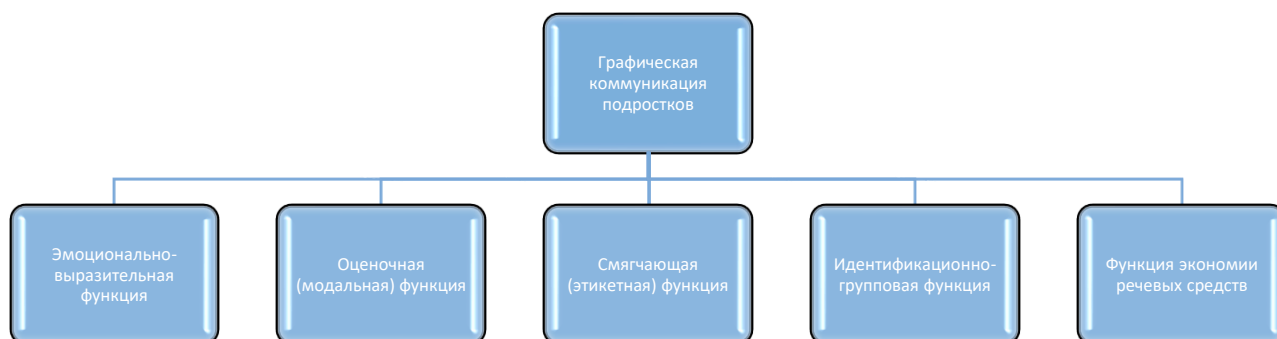 Графическая
коммуникация
подростков
Эмоционально-
выразительная
функция
Оценочная
(модальная) функция
Смягчающая
(этикетная) функция
Идентификационно-
групповая функция
Функция экономии
речевых средств